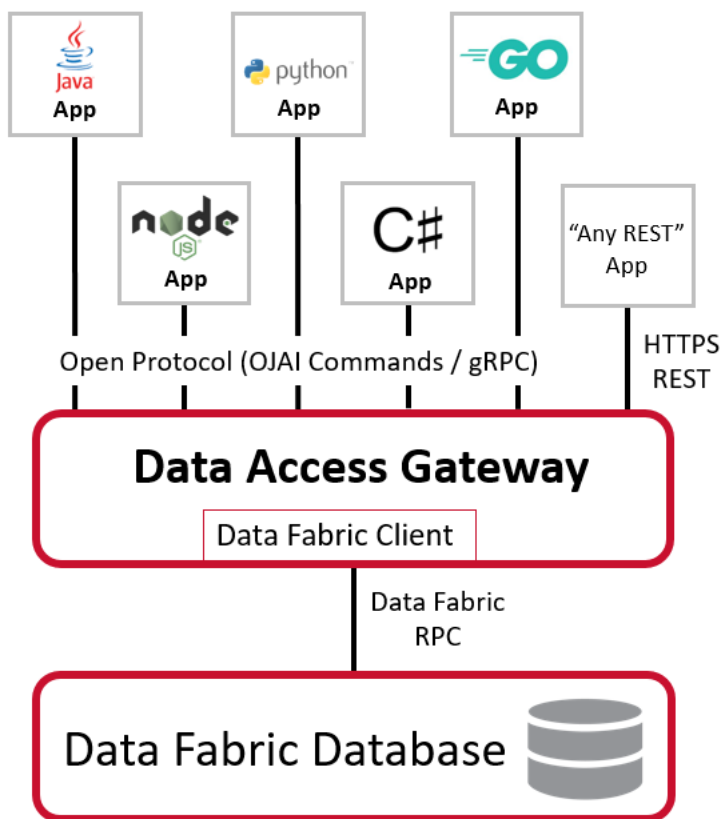 Java
App
python
App
GO
App
node
JS
App
C#
App
“Any REST”
App
Open Protocol (OJAI Commands / gRPC)
HTTPS
REST
Data Access Gateway
Data Fabric Client
Data Fabric
RPC
Data Fabric Database